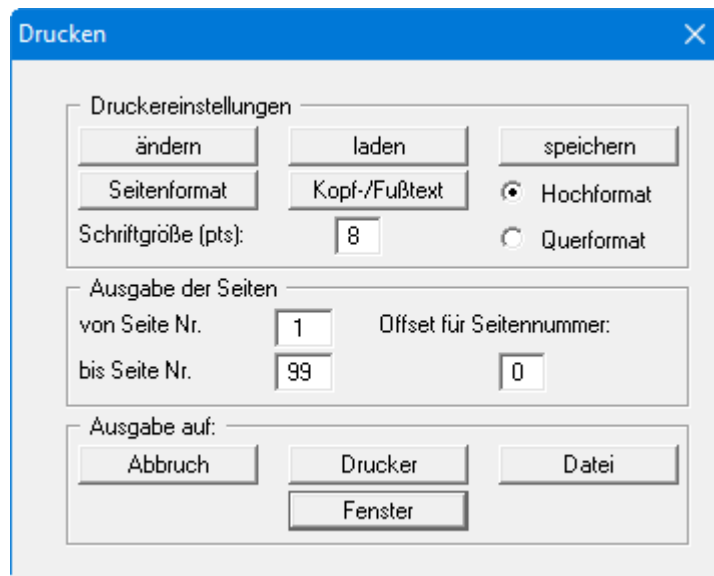 Drucken
Druckereinstellungen
ändern laden speichern
Seitenformat Kopf-/Fußtext Hochformat
Schriftgröße (pts): 8 Querformat
Ausgabe der Seiten
von Seite Nr. 1 Offset für Seitennummer:
bis Seite Nr. 99 0
Ausgabe auf:
Abbruch Drucker Datei
Fenster